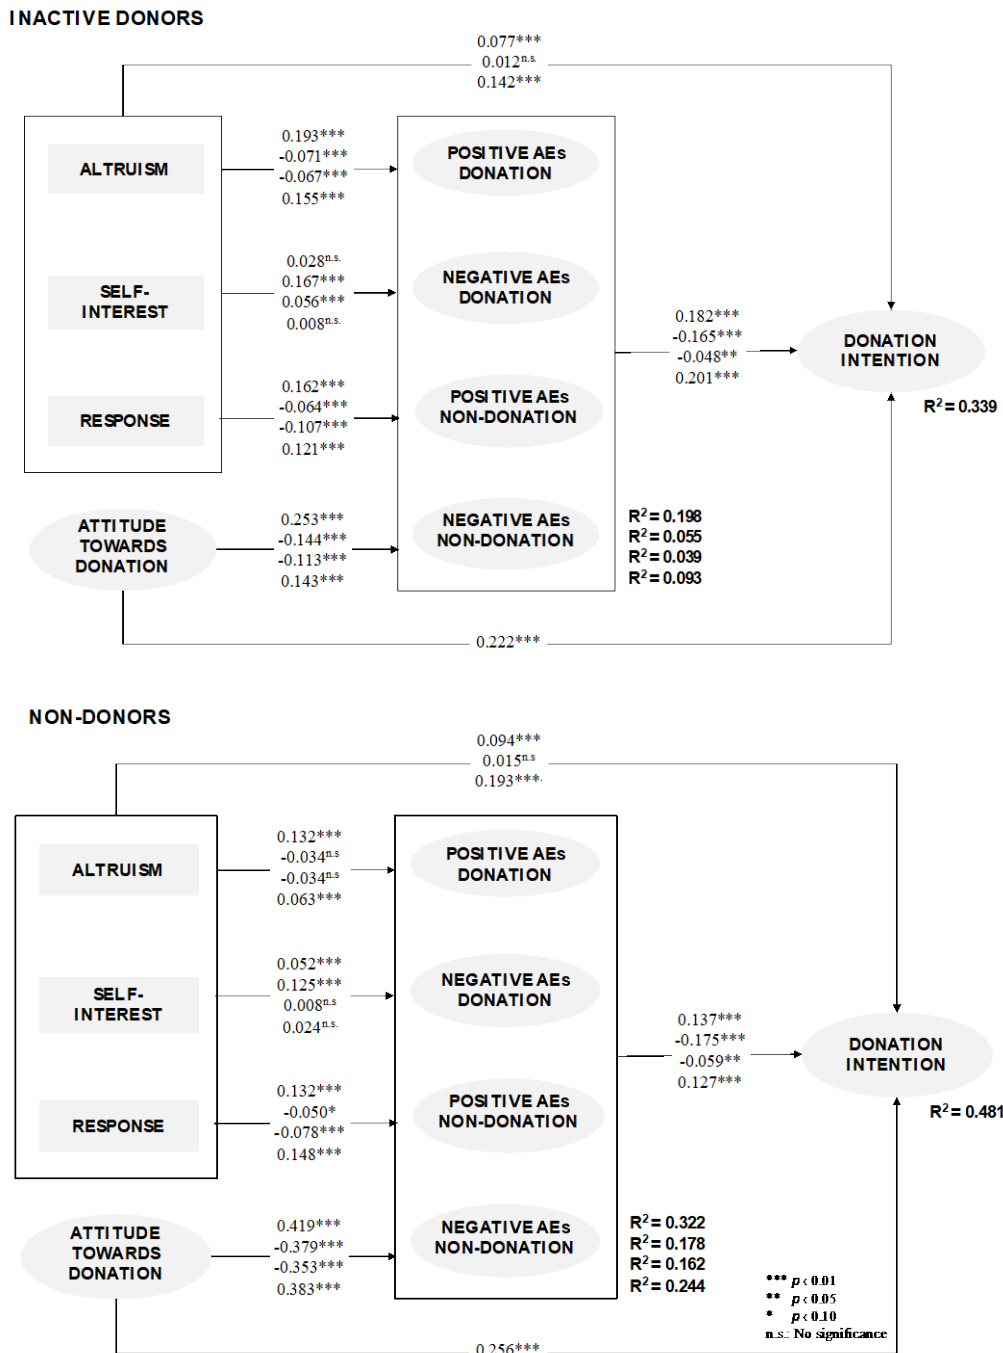 INACTIVE DONORS
0.077***
0.012n.s.
0.142***
ALTRUISM
0.193***
-0.071***
-0.067***
0.155***
POSITIVE AEs
DONATION
SELF-
INTEREST
0.028n.s.
0.167***
0.056***
0.008n.s.
NEGATIVE AEs
DONATION
0.182***
-0.165***
-0.048**
0.201***
DONATION
INTENTION
R2 = 0.339
RESPONSE
0.162***
-0.064***
-0.107***
0.121***
POSITIVE AEs
NON-DONATION
ATTITUDE
TOWARDS
DONATION
0.253***
-0.144***
-0.113***
0.143***
NEGATIVE AEs
NON-DONATION
R2 = 0.198
R2 = 0.055
R2 = 0.039
R2 = 0.093
0.222***
NON-DONORS
0.094***
0.015n.s
0.193***.
ALTRUISM
0.132***
-0.034n.s
-0.034n.s
0.063***
POSITIVE AEs
DONATION
SELF-
INTEREST
0.052***
0.125***
0.008n.s
0.024n.s.
NEGATIVE AEs
DONATION
0.137***
-0.175***
-0.059**
0.127***
DONATION
INTENTION
R2 = 0.481
RESPONSE
0.132***
-0.050*
-0.078***
0.148***
POSITIVE AEs
NON-DONATION
ATTITUDE
TOWARDS
DONATION
0.419***
-0.379***
-0.353***
0.383***
NEGATIVE AEs
NON-DONATION
R2 = 0.322
R2 = 0.178
R2 = 0.162
R2 = 0.244
*** p < 0.01
** p < 0.05
* p < 0.10
n.s.: No significance
0.256***